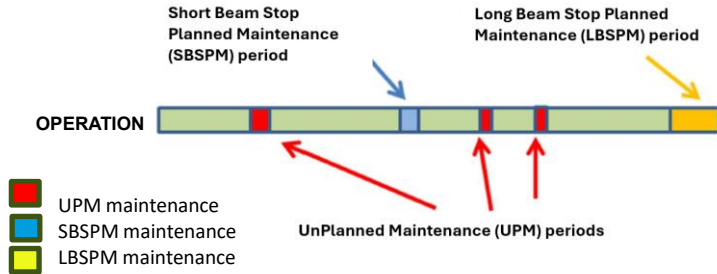 Short Beam Stop
Planned Maintenance
(SBSPM) period
Long Beam Stop Planned
Maintenance (LBSPM) period
OPERATION
UPM maintenance
SBSPM maintenance
LBSPM maintenance
UnPlanned Maintenance (UPM) periods